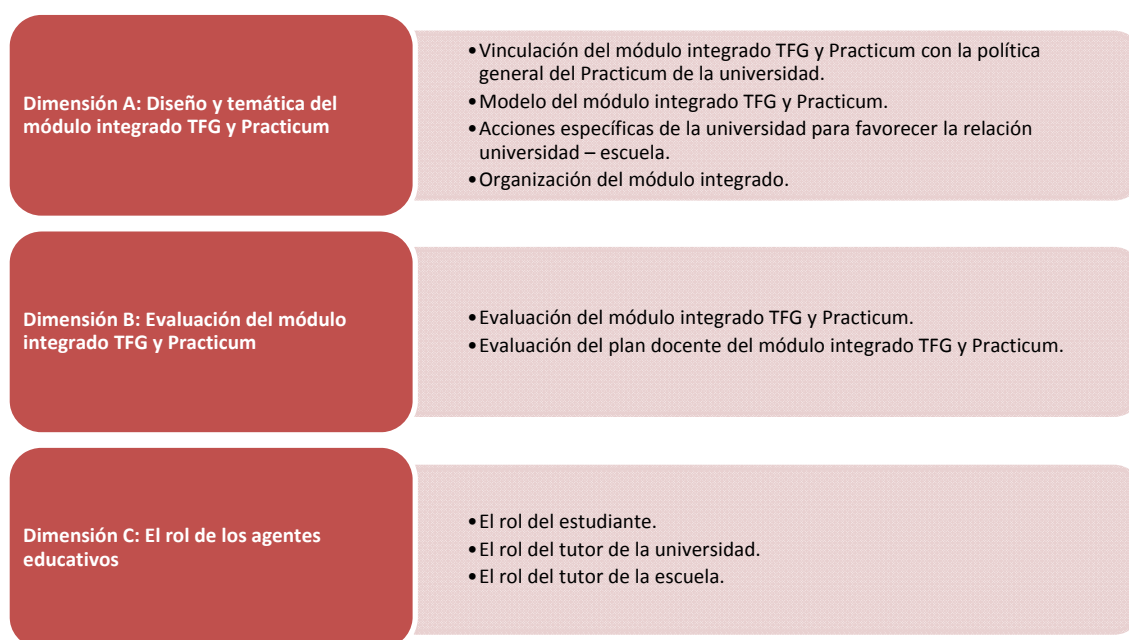 Dimensión A: Diseño y temática del
módulo integrado TFG y Practicum
•Vinculación del módulo integrado TFG y Practicum con la política
general del Practicum de la universidad.
•Modelo del módulo integrado TFG y Practicum.
•Acciones específicas de la universidad para favorecer la relación
universidad – escuela.
•Organización del módulo integrado.
Dimensión B: Evaluación del módulo
integrado TFG y Practicum
•Evaluación del módulo integrado TFG y Practicum.
•Evaluación del plan docente del módulo integrado TFG y Practicum.
Dimensión C: El rol de los agentes
educativos
•El rol del estudiante.
•El rol del tutor de la universidad.
•El rol del tutor de la escuela.